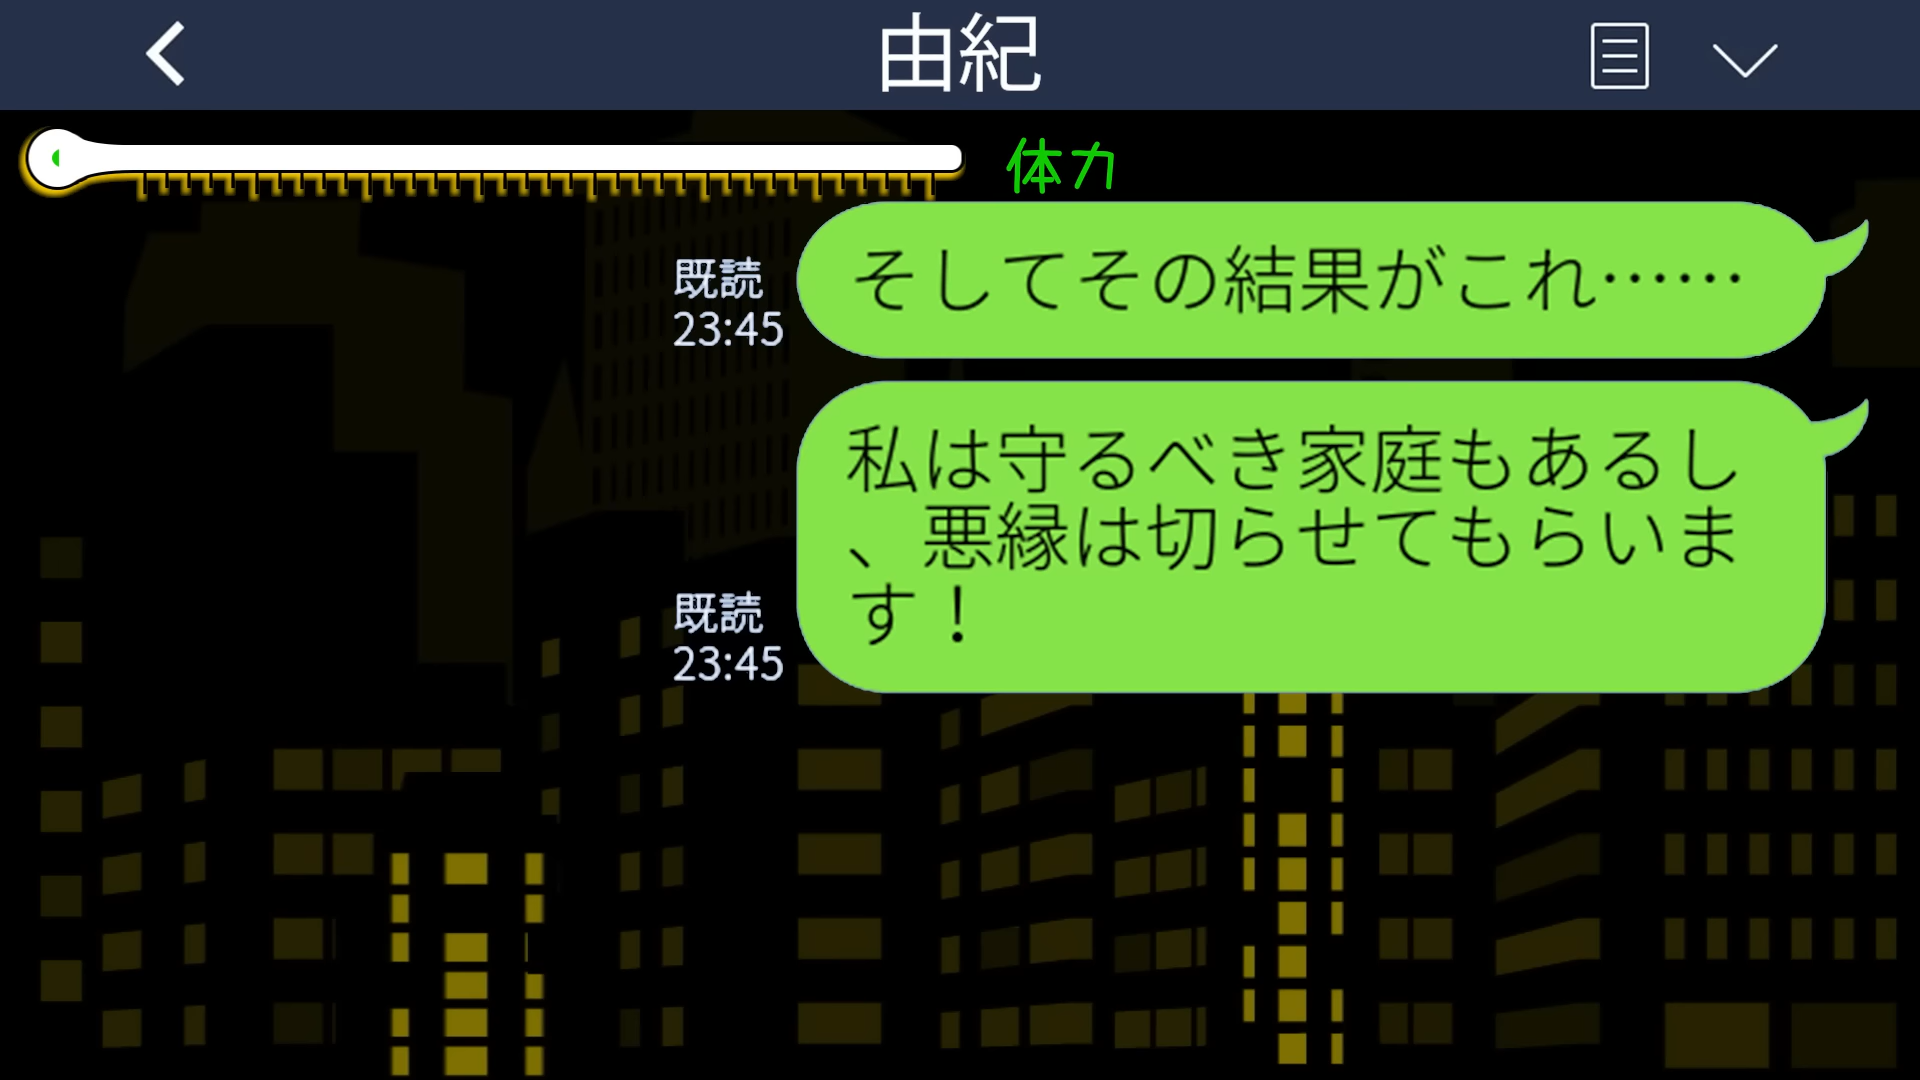 由紀
体力
そしてその結果がこれ……
既読
23:45
私は守るべき家庭もあるし
、悪縁は切らせてもらいま
す！
既読
23:45